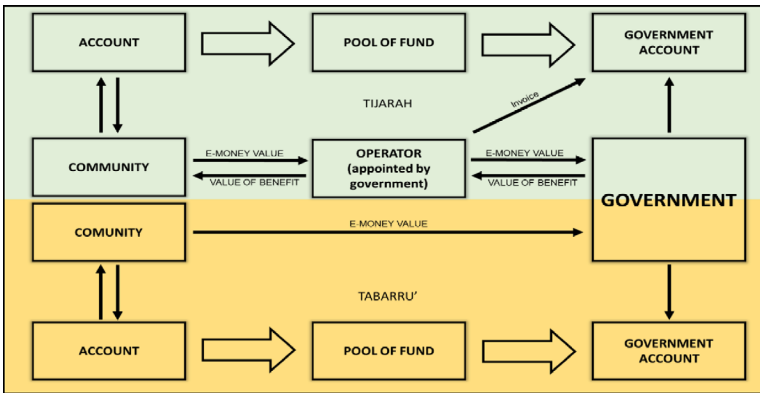 ACCOUNT
POOL OF FUND
GOVERNMENT
ACCOUNT
TIJARAH
Invoice
COMMUNITY
E-MONEY VALUE
VALUE OF BENEFIT
OPERATOR
(appointed by
government)
E-MONEY VALUE
VALUE OF BENEFIT
GOVERNMENT
COMUNITY
E-MONEY VALUE
TABARRU’
ACCOUNT
POOL OF FUND
GOVERNMENT
ACCOUNT